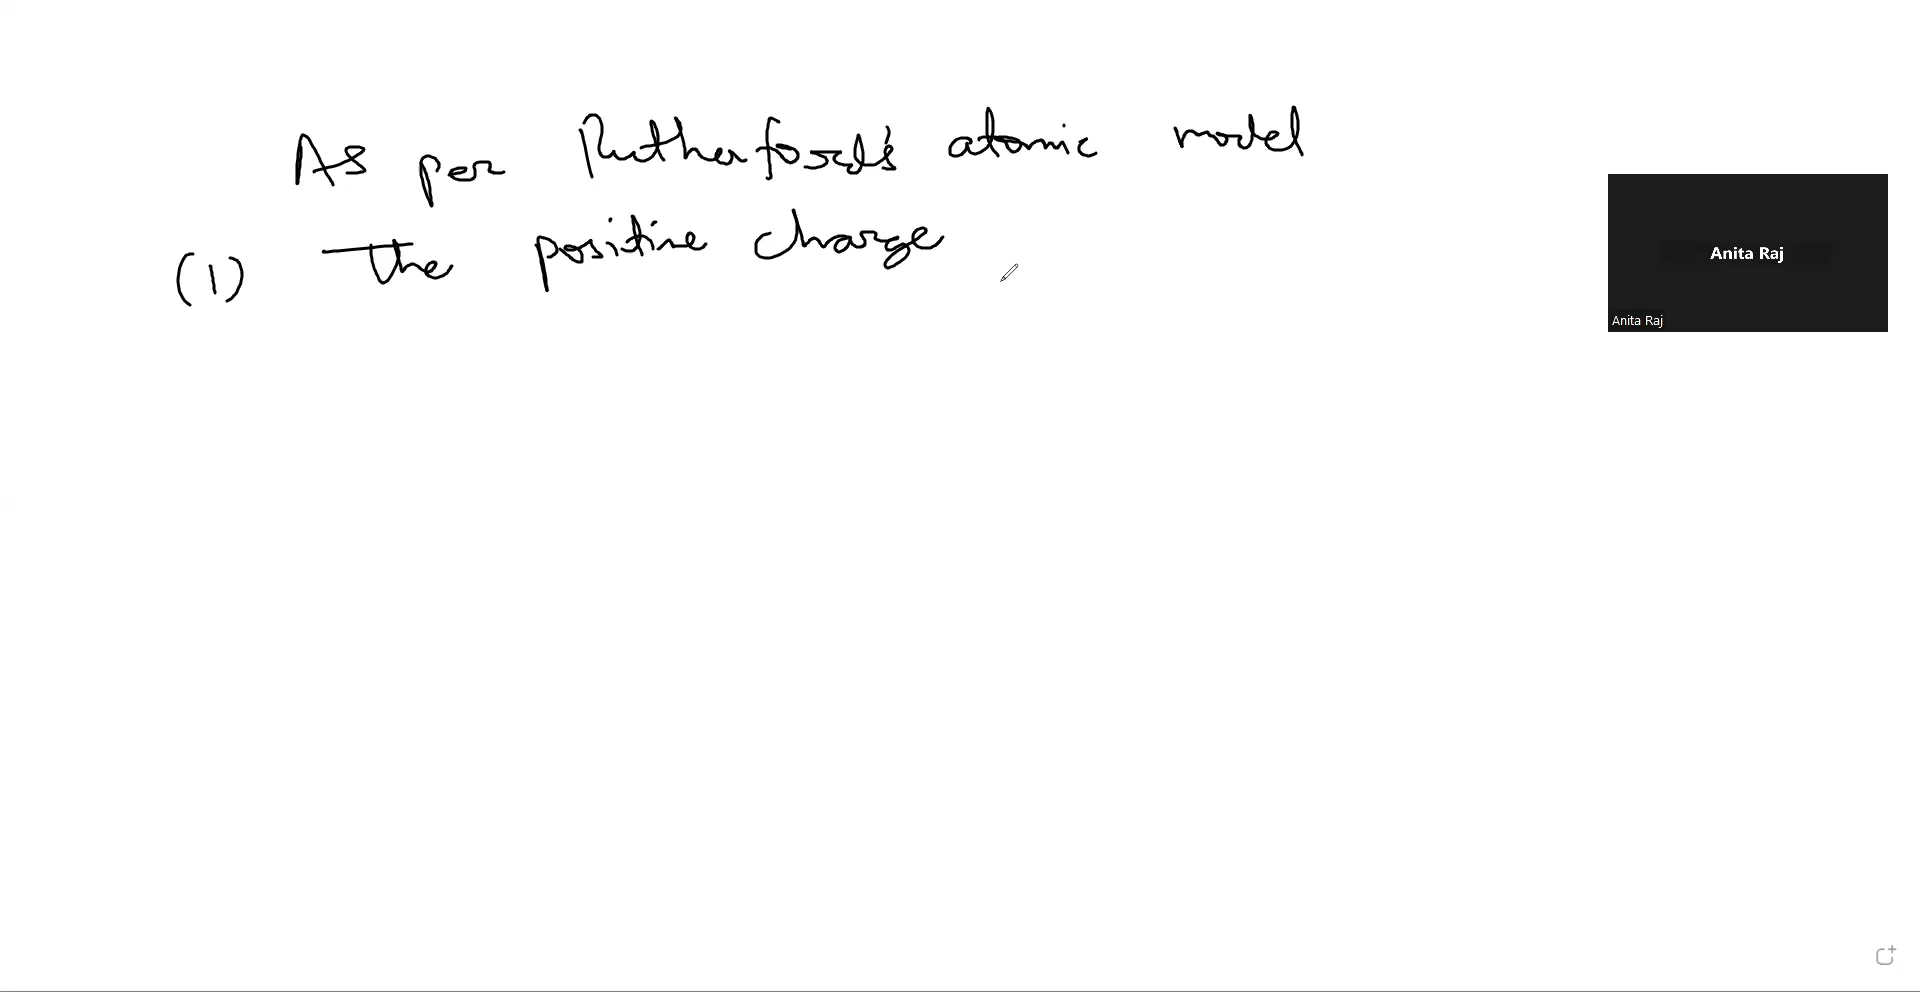 As per Rutherford's atomic model
(1) The positive charge
Anita Raj
Anita Raj